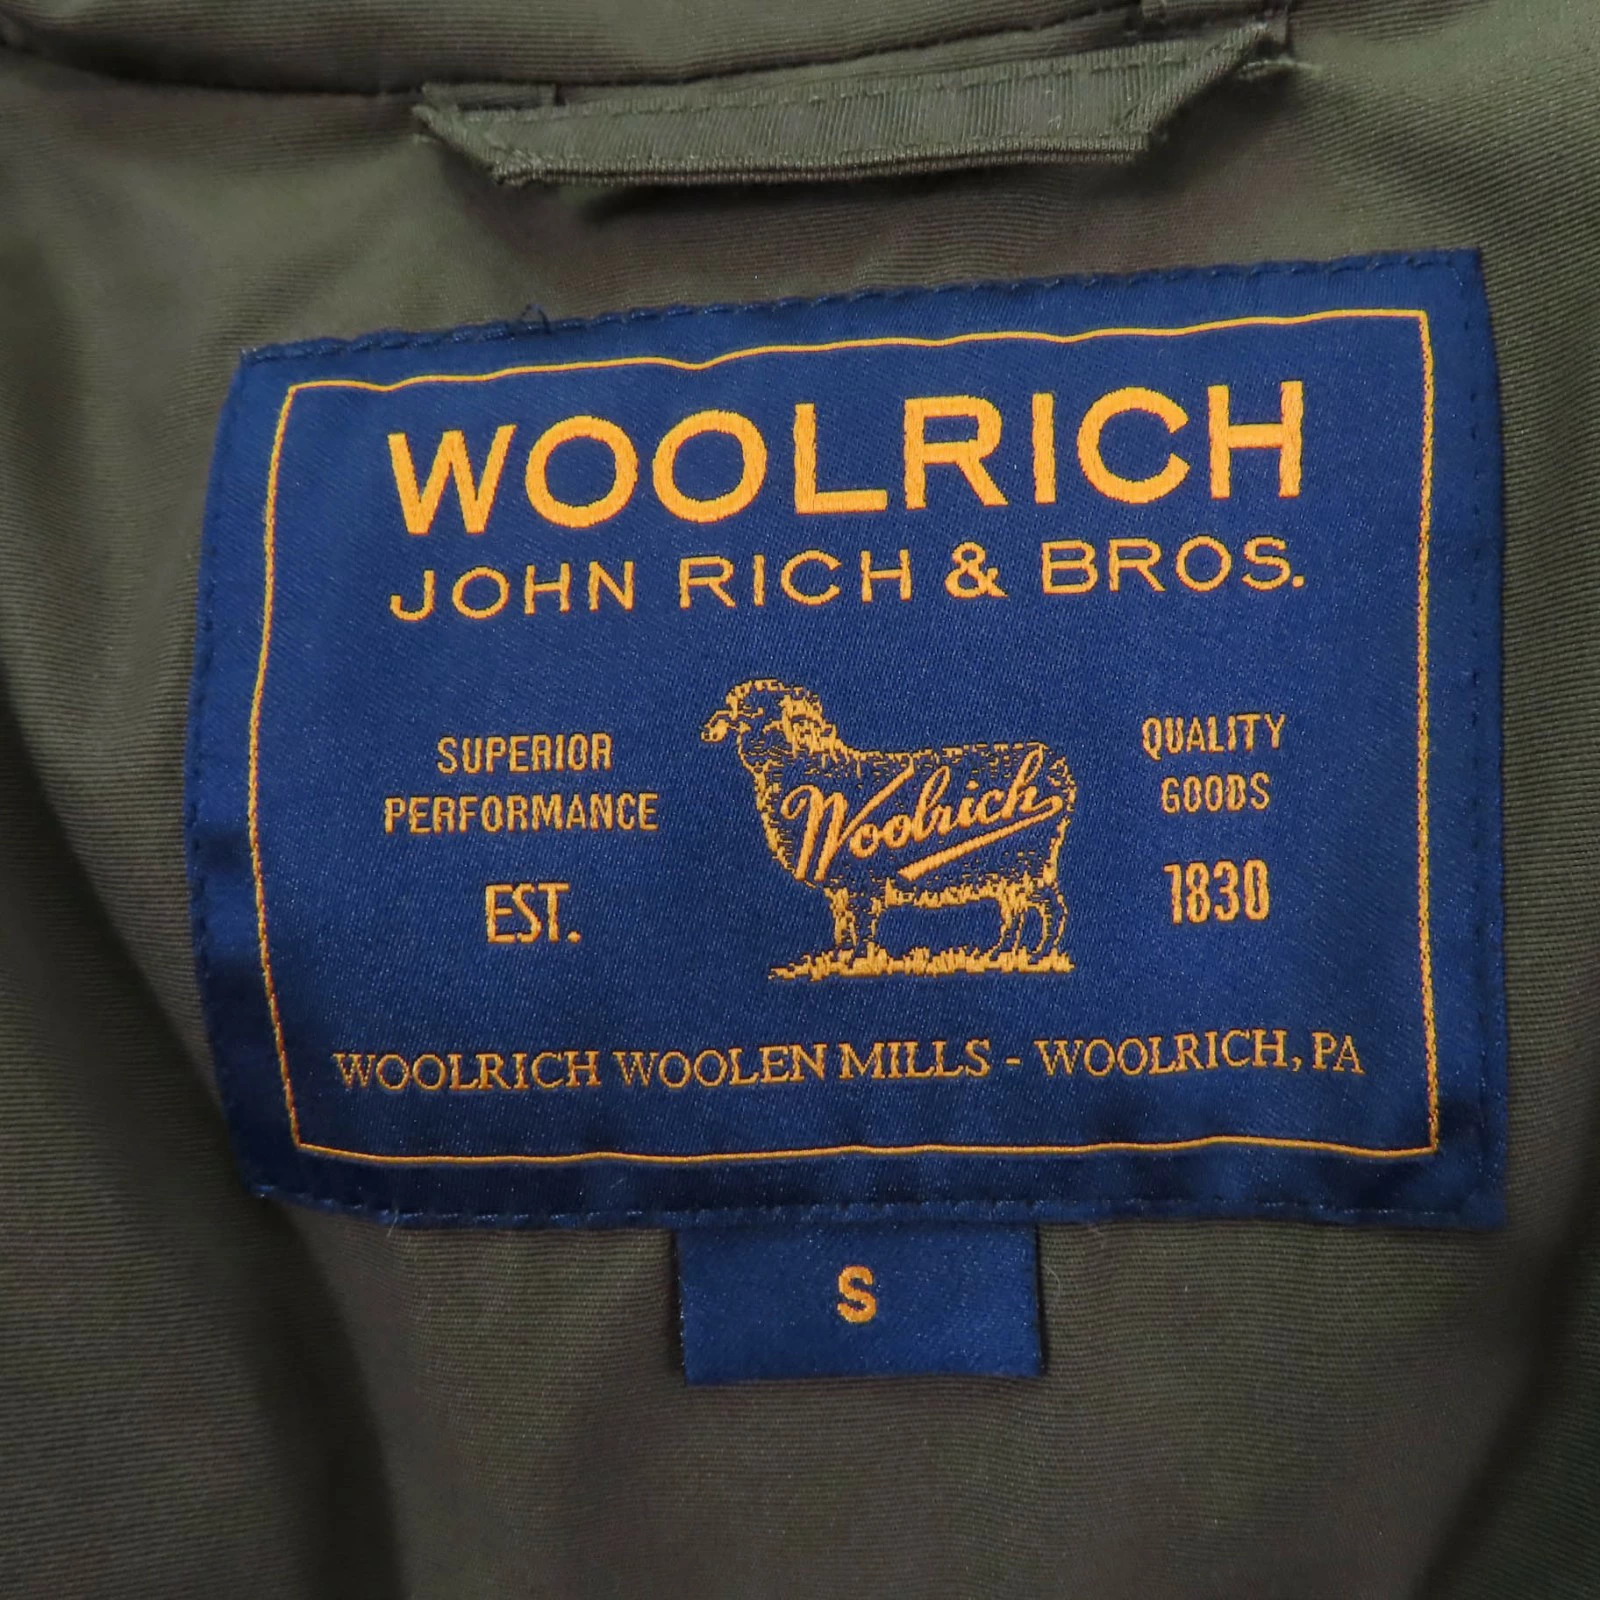 WOOLRICH
JOHN RICH & BROS.
SUPERIOR
PERFORMANCE
EST.
Woolrich
QUALITY
GOODS
1830
WOOLRICH WOOLEN MILLS - WOOLRICH, PA
S